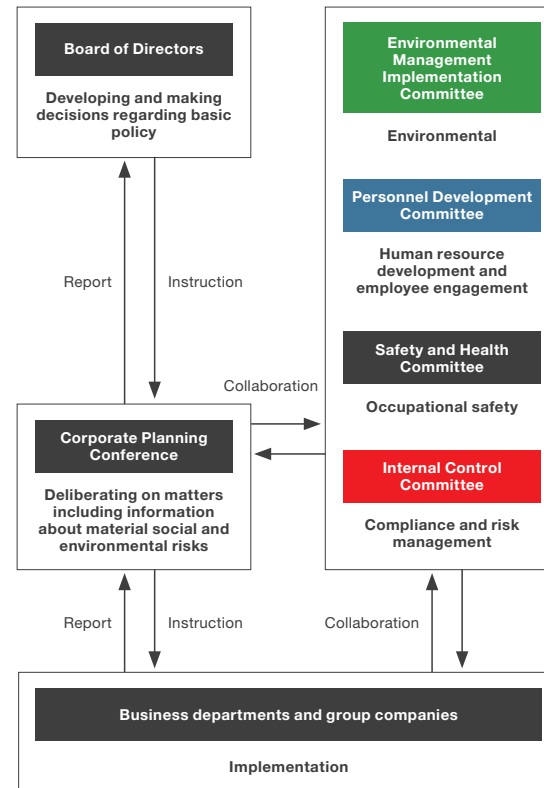 Board of Directors
Developing and making
decisions regarding basic
policy
Report
Instruction
Corporate Planning
Conference
Deliberating on matters
including information
about material social and
environmental risks
Collaboration
Environmental
Management
Implementation
Committee
Environmental
Personnel Development
Committee
Human resource
development and
employee engagement
Safety and Health
Committee
Occupational safety
Internal Control
Committee
Compliance and risk
management
Report
Instruction
Collaboration
Business departments and group companies
Implementation